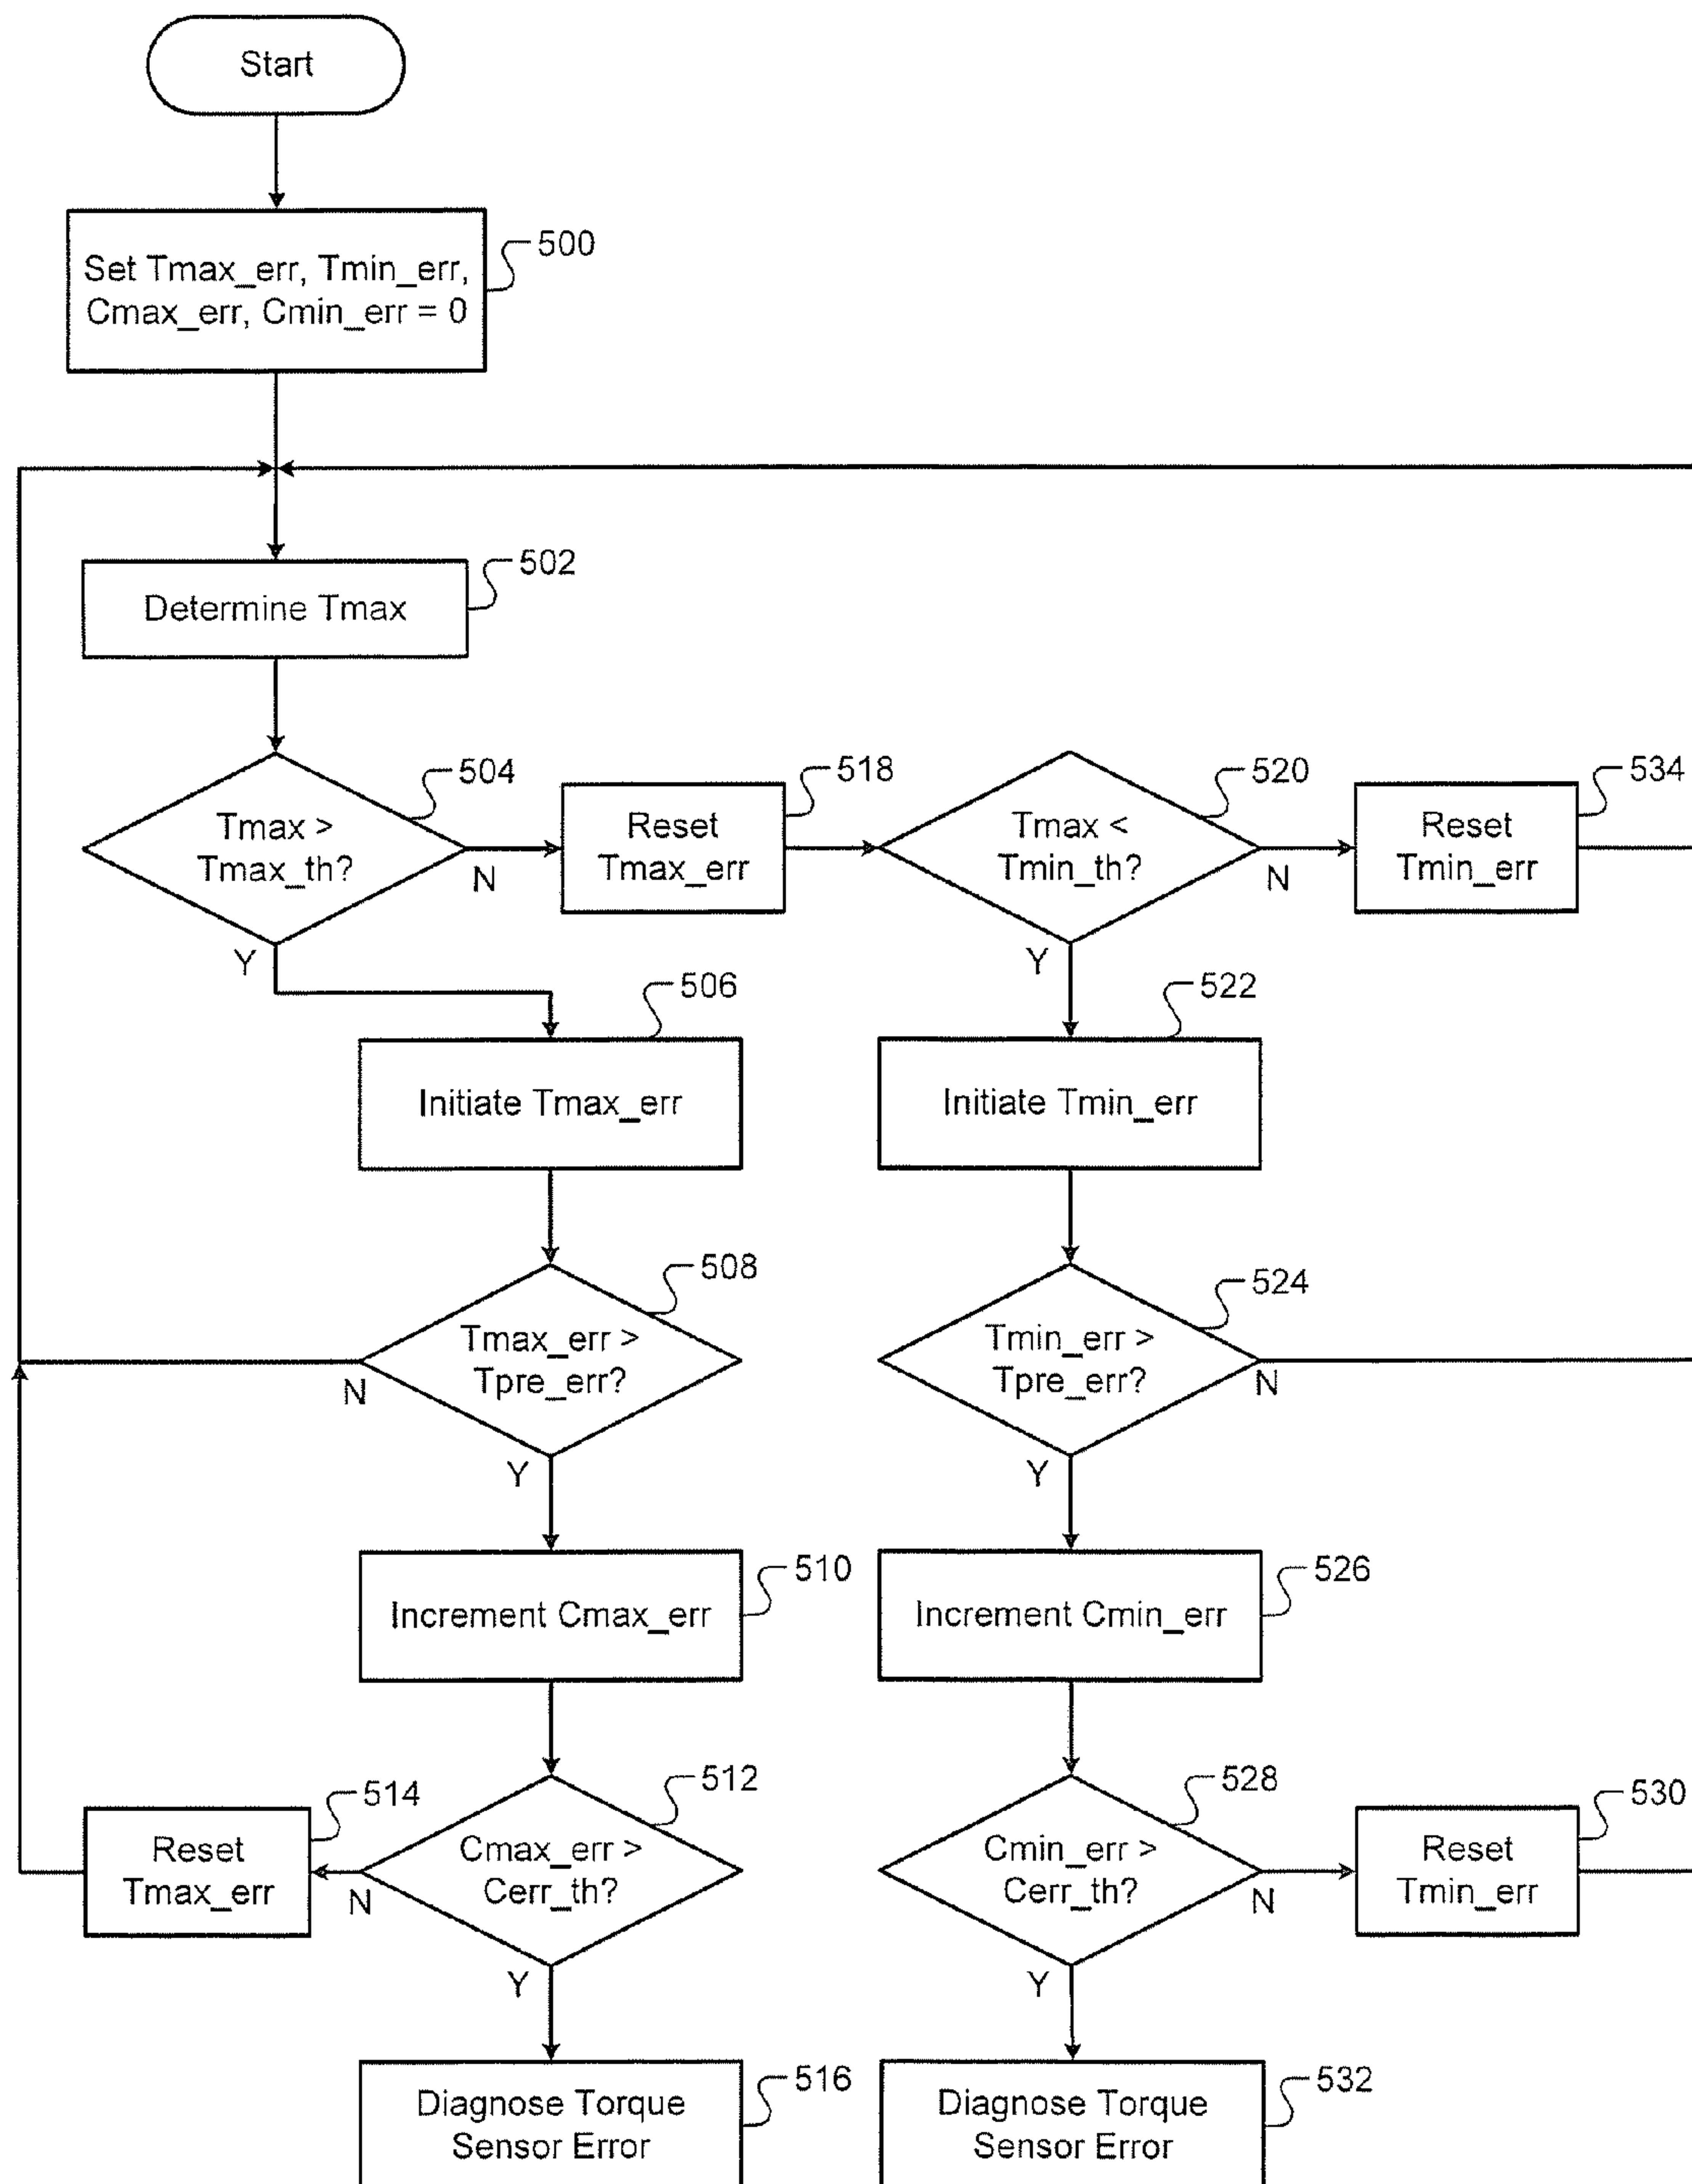 Start
Set Tmax_err, Tmin_err,
Cmax_err, Cmin_err = 0
500
Determine Tmax
502
Tmax >
Tmax_th?
504
N
Y
Reset
Tmax_err
518
Tmax <
Tmin_th?
520
N
Y
Reset
Tmin_err
534
Initiate Tmax_err
506
Initiate Tmin_err
522
Tmax_err >
Tpre_err?
508
N
Y
Tmin_err >
Tpre_err?
524
N
Y
Increment Cmax_err
510
Increment Cmin_err
526
Reset
Tmax_err
514
Cmax_err >
Cerr_th?
512
N
Y
Cmin_err >
Cerr_th?
528
N
Y
Reset
Tmin_err
530
Diagnose Torque
Sensor Error
516
Diagnose Torque
Sensor Error
532